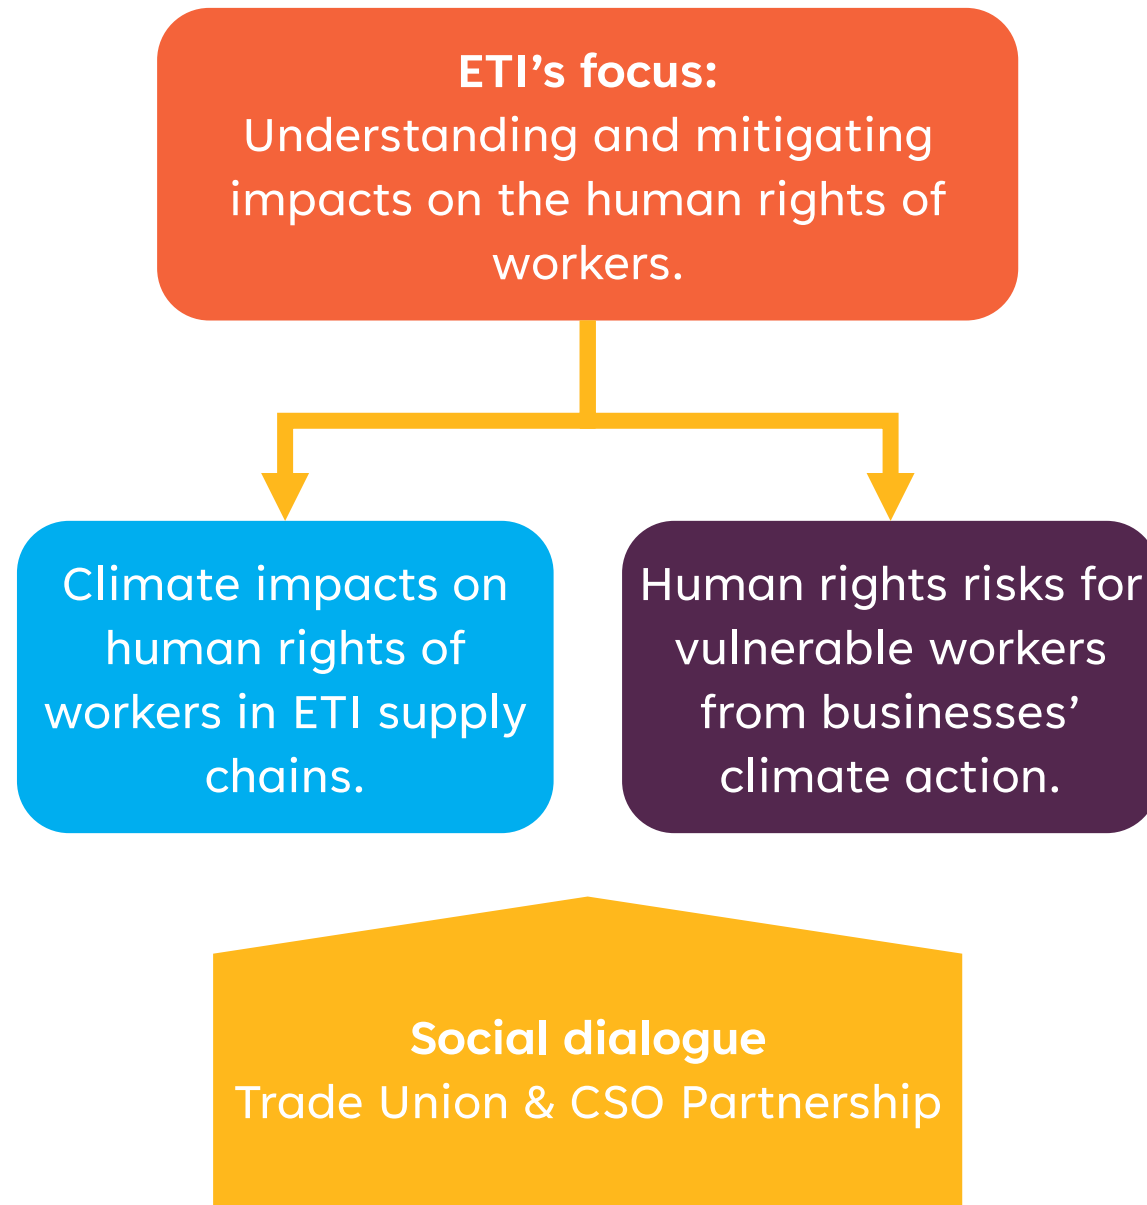 ETI’s focus:
Understanding and mitigating
impacts on the human rights of
workers.
Climate impacts on
human rights of
workers in ETI supply
chains.
Human rights risks for
vulnerable workers
from businesses’
climate action.
Social dialogue
Trade Union & CSO Partnership